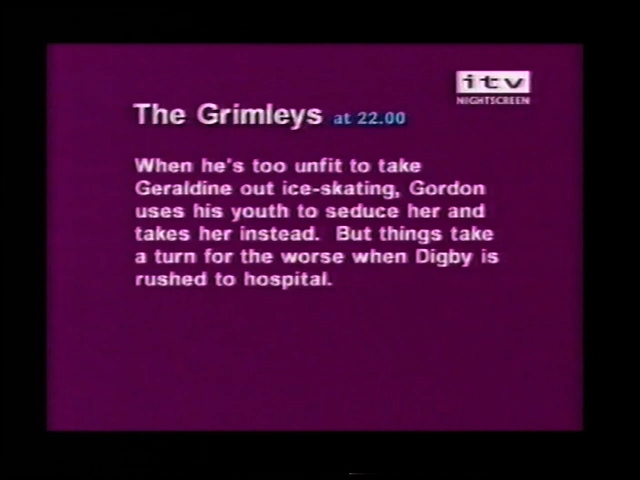 itv
NIGHTSCREEN
The Grimleys at 22.00
When he's too unfit to take
Geraldine out ice-skating, Gordon
uses his youth to seduce her and
takes her instead.  But things take
a turn for the worse when Digby is
rushed to hospital.